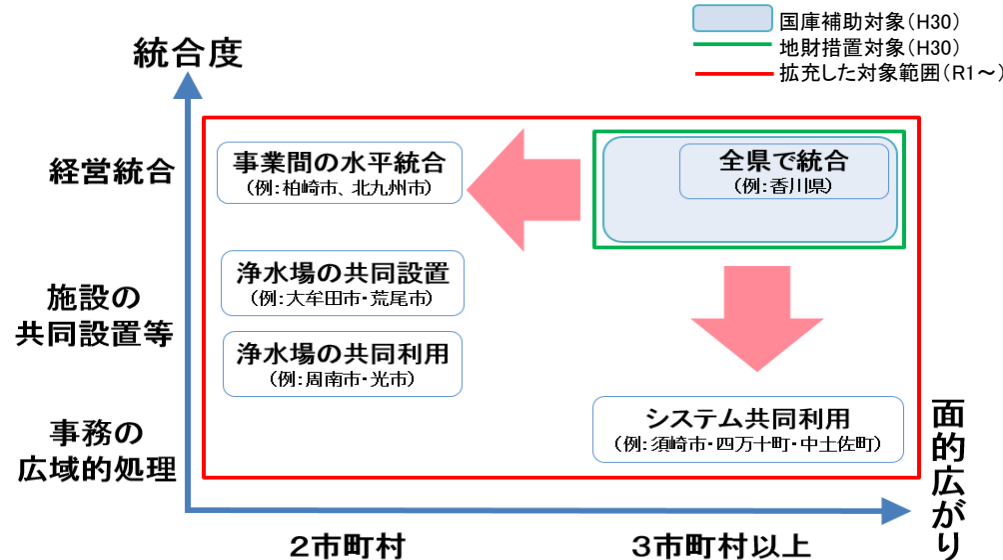 国庫補助対象(H30)
地財措置対象(H30)
拡充した対象範囲(R1～)
統合度
経営統合
事業間の水平統合
(例:柏崎市、北九州市)
全県で統合
(例:香川県)
施設の
共同設置等
浄水場の共同設置
(例:大牟田市・荒尾市)
浄水場の共同利用
(例:周南市・光市)
事務の
広域的処理
システム共同利用
(例:須崎市・四万十町・中土佐町)
面的広がり
2市町村
3市町村以上